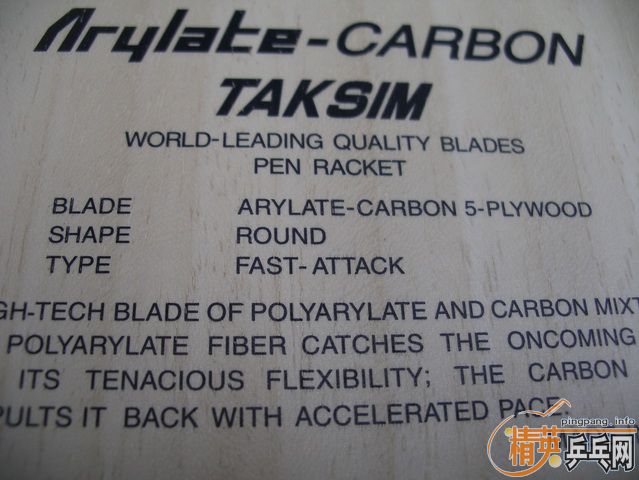 Arylate-CARBON
TAKSIM
WORLD-LEADING QUALITY BLADES
PEN RACKET
BLADE ARYLATE-CARBON 5-PLYWOOD
SHAPE ROUND
TYPE FAST-ATTACK
GH-TECH BLADE OF POLYARYLATE AND CARBON MIXT
POLYARYLATE FIBER CATCHES THE ONCOMING
ITS TENACIOUS FLEXIBILITY; THE CARBON
PULTS IT BACK WITH ACCELERATED PACE.
pingpang.info
精英乒乓网